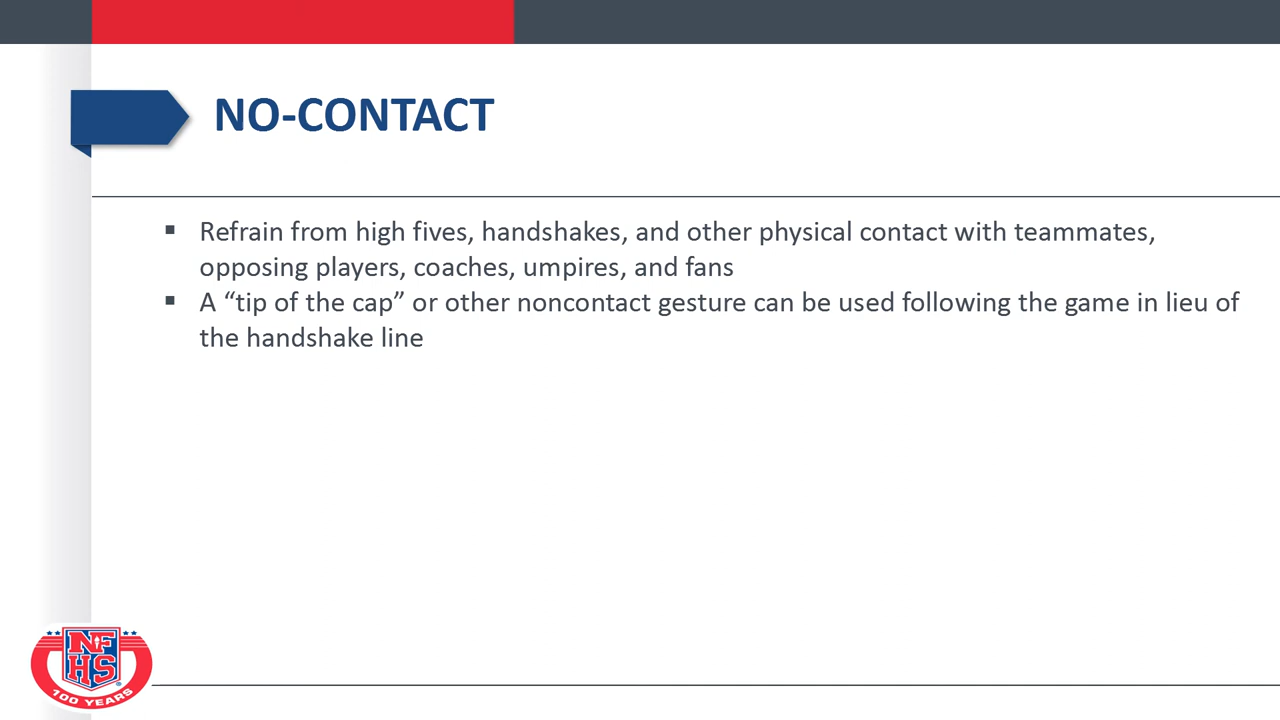 NO-CONTACT
▪ Refrain from high fives, handshakes, and other physical contact with teammates,
opposing players, coaches, umpires, and fans
▪ A “tip of the cap” or other noncontact gesture can be used following the game in lieu of
the handshake line
NF
HS
100 YEARS